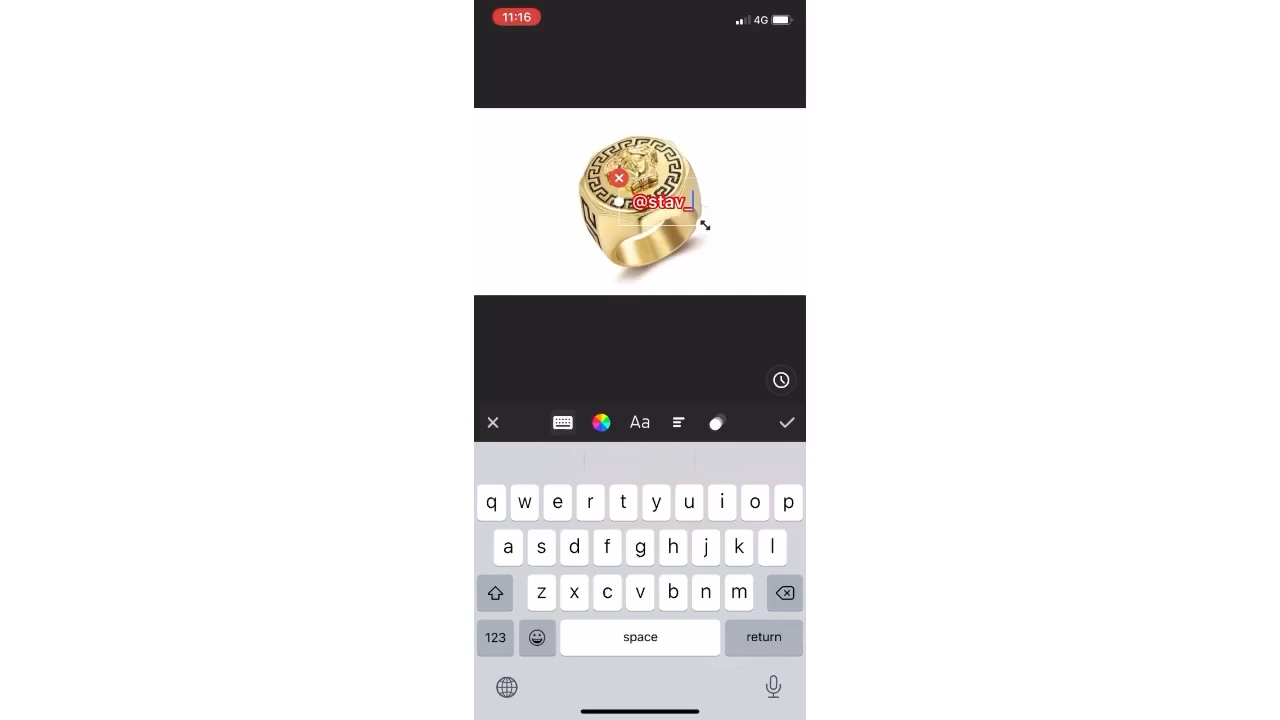 11:16
4G
@stav_
Aa
q w e r t y u i o p
a s d f g h j k l
z x c v b n m
123 space return